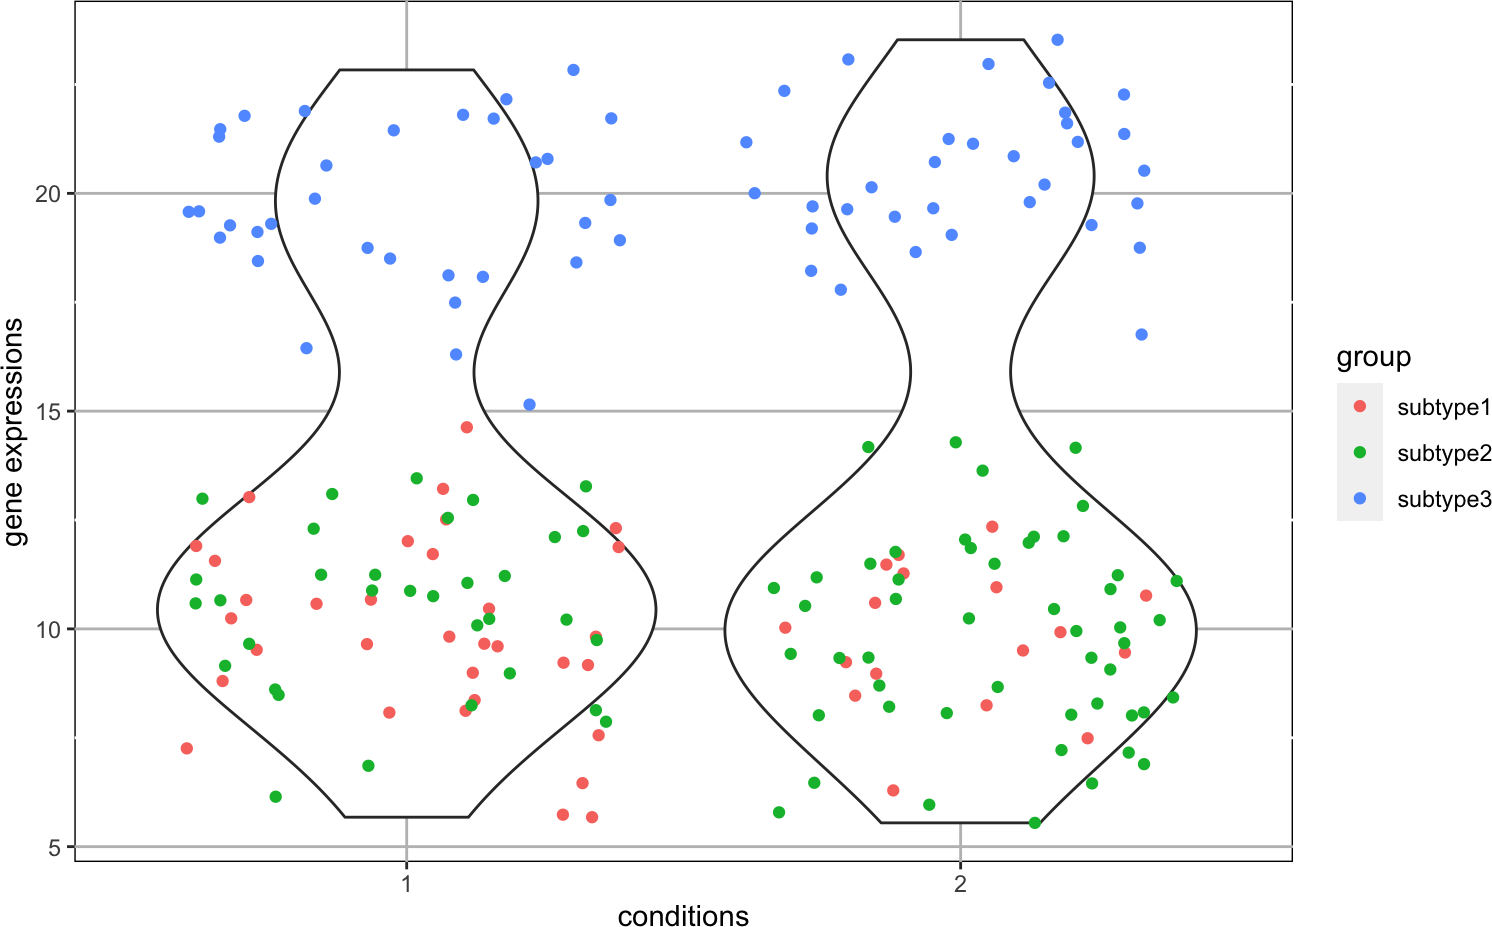 gene expressions
20
15
10
5
1
2
conditions
group
subtype1
subtype2
subtype3